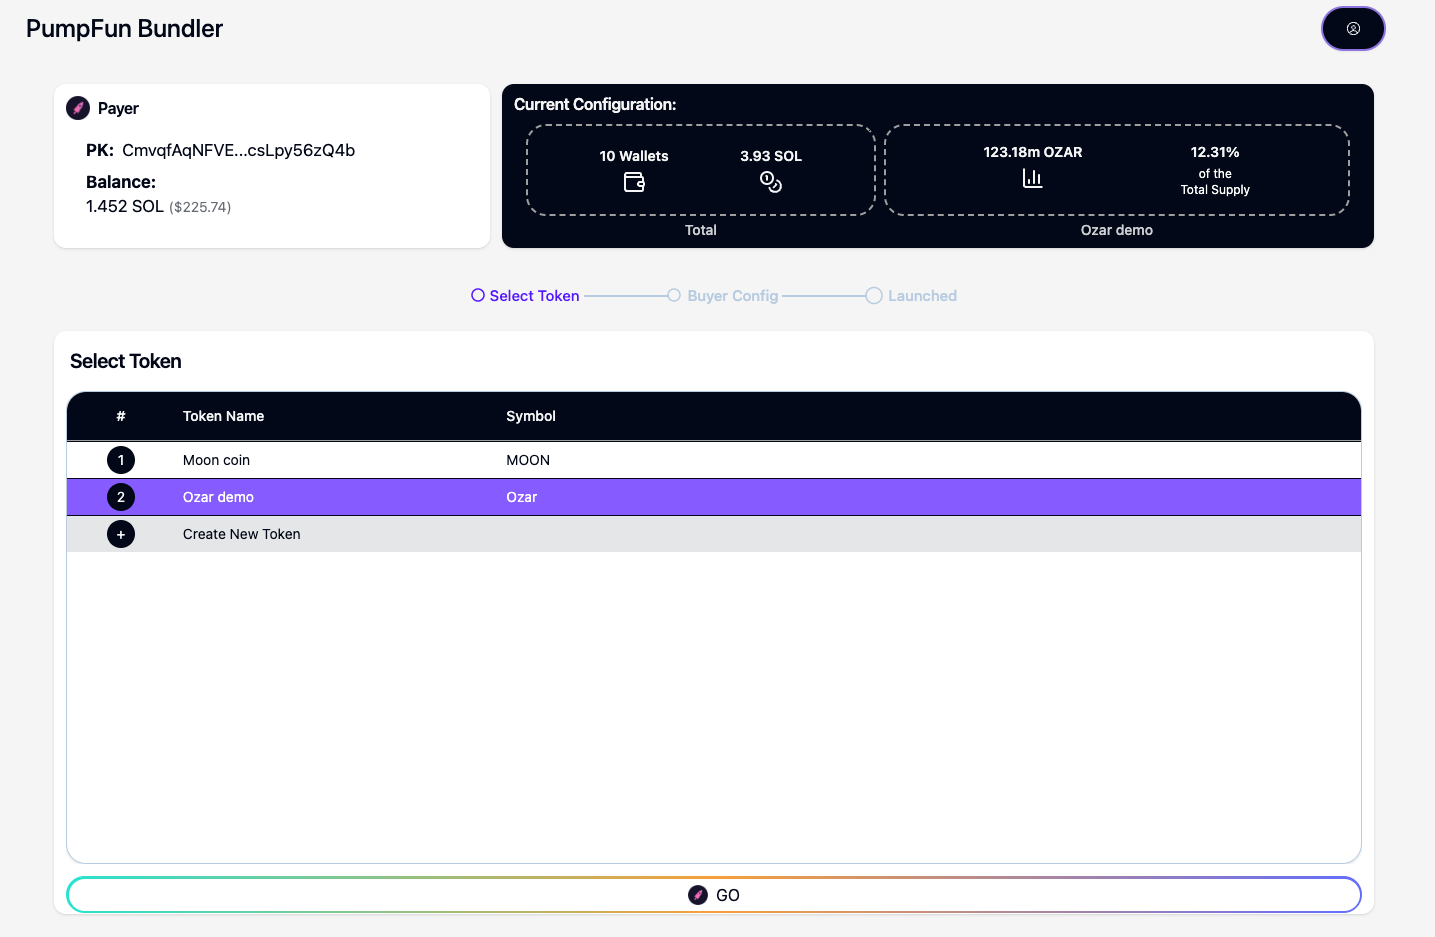 PumpFun Bundler
Payer
PK: CmvqfAqNFVE...csLpy56zQ4b
Balance:
1.452 SOL ($225.74)
Current Configuration:
10 Wallets
3.93 SOL
Total
123.18m OZAR
12.31%
of the
Total Supply
Ozar demo
Select Token
Buyer Config
Launched
Select Token
# Token Name Symbol
1 Moon coin MOON
2 Ozar demo Ozar
+ Create New Token
GO